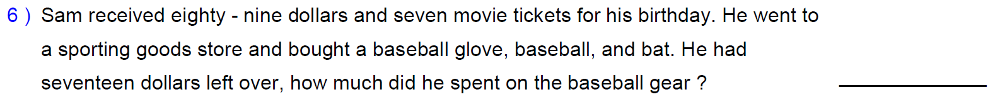 6 ) Sam received eighty - nine dollars and seven movie tickets for his birthday. He went to
a sporting goods store and bought a baseball glove, baseball, and bat. He had
seventeen dollars left over, how much did he spent on the baseball gear ?